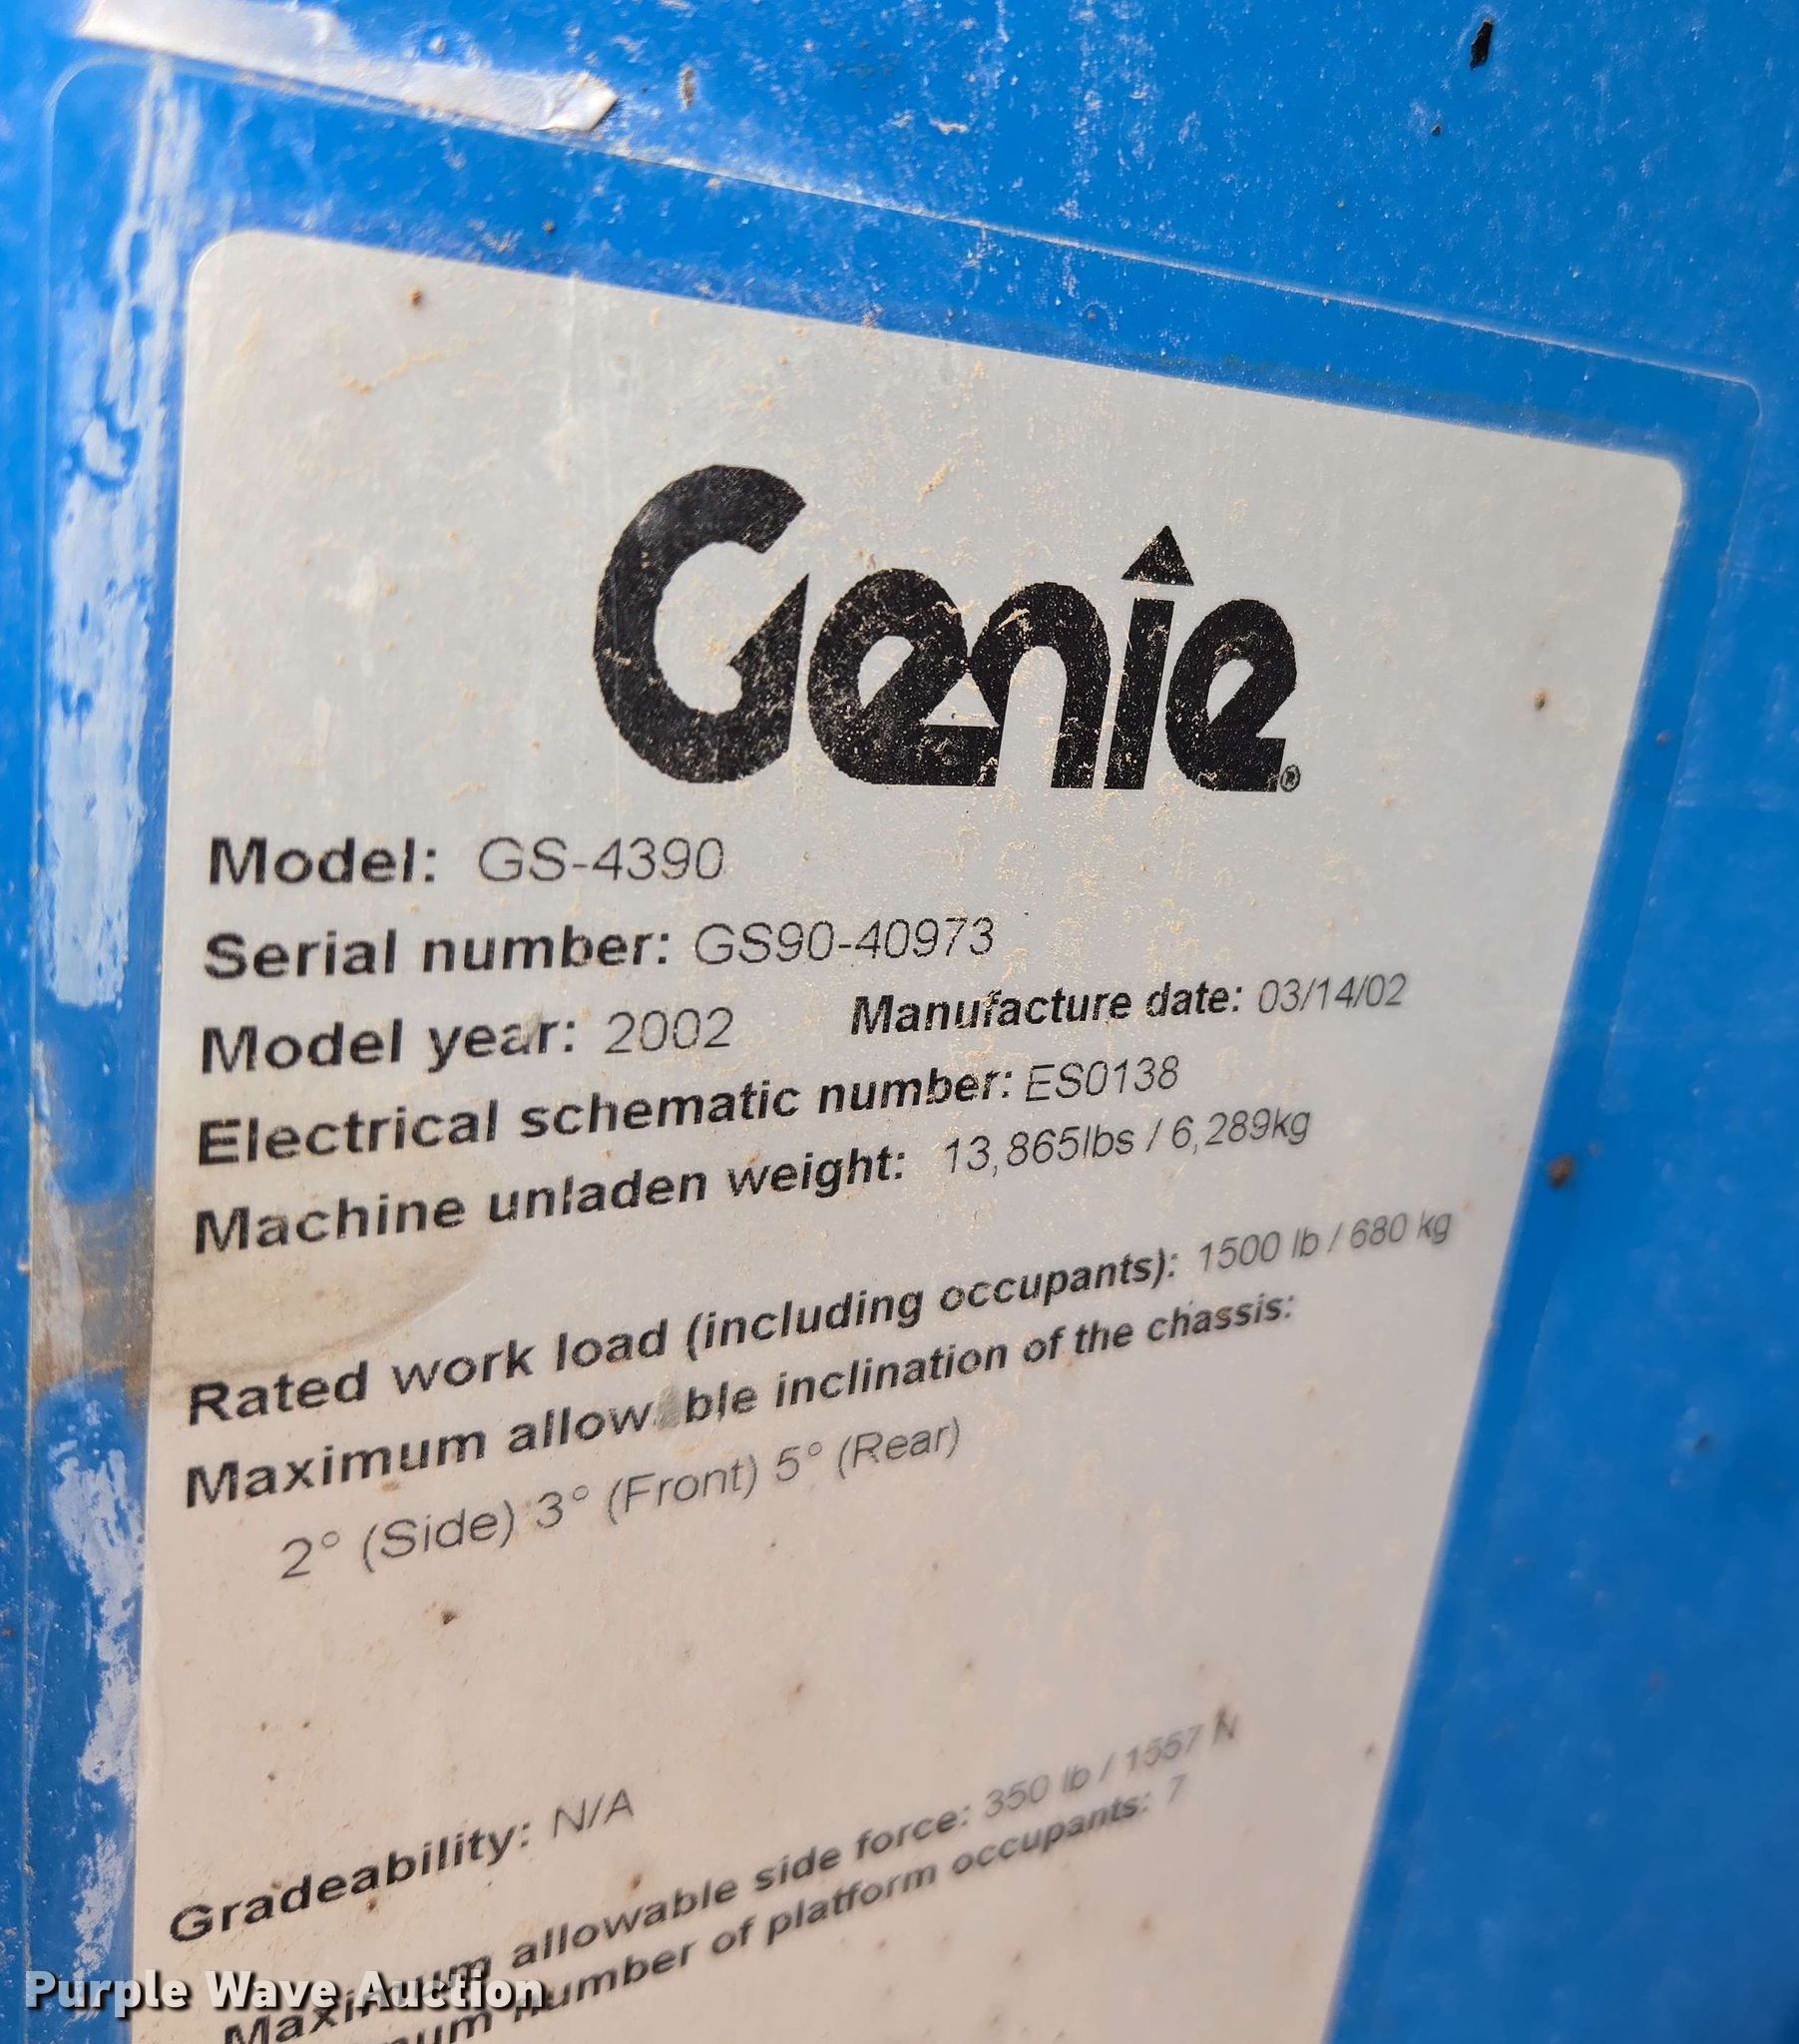 Genie®
Model: GS-4390
Serial number: GS90-40973
Model year: 2002 Manufacture date: 03/14/02
Electrical schematic number: ES0138
Machine unladen weight: 13,865lbs / 6,289kg
Rated work load (including occupants): 1500 lb / 680 kg
Maximum allowable inclination of the chassis:
2° (Side) 3° (Front) 5° (Rear)
Gradeability: N/A
Maximum allowable side force: 350 lb / 1557 N
number of platform occupants: 7
Purple Wave Auction